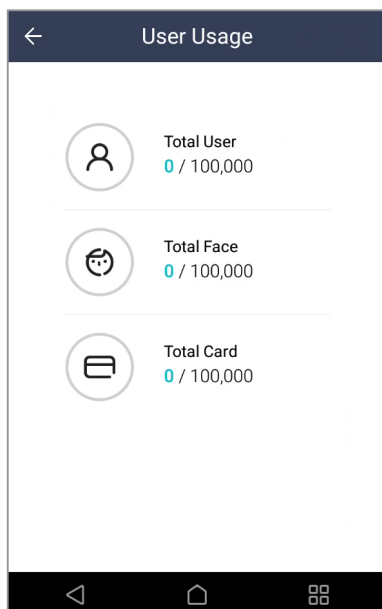 User Usage
Total User
0 / 100,000
Total Face
0 / 100,000
Total Card
0 / 100,000